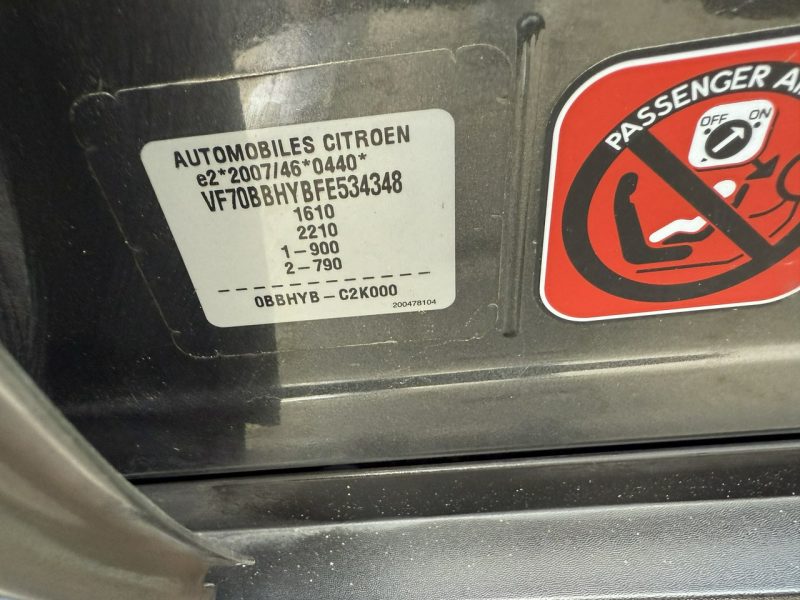 AUTOMOBILES CITROEN
e2*2007/46*0440*
VF70BBHYBFE534348
1610
2210
1-900
2-790
0BBHYB-C2K000
200478104
PASSENGER
OFF ON